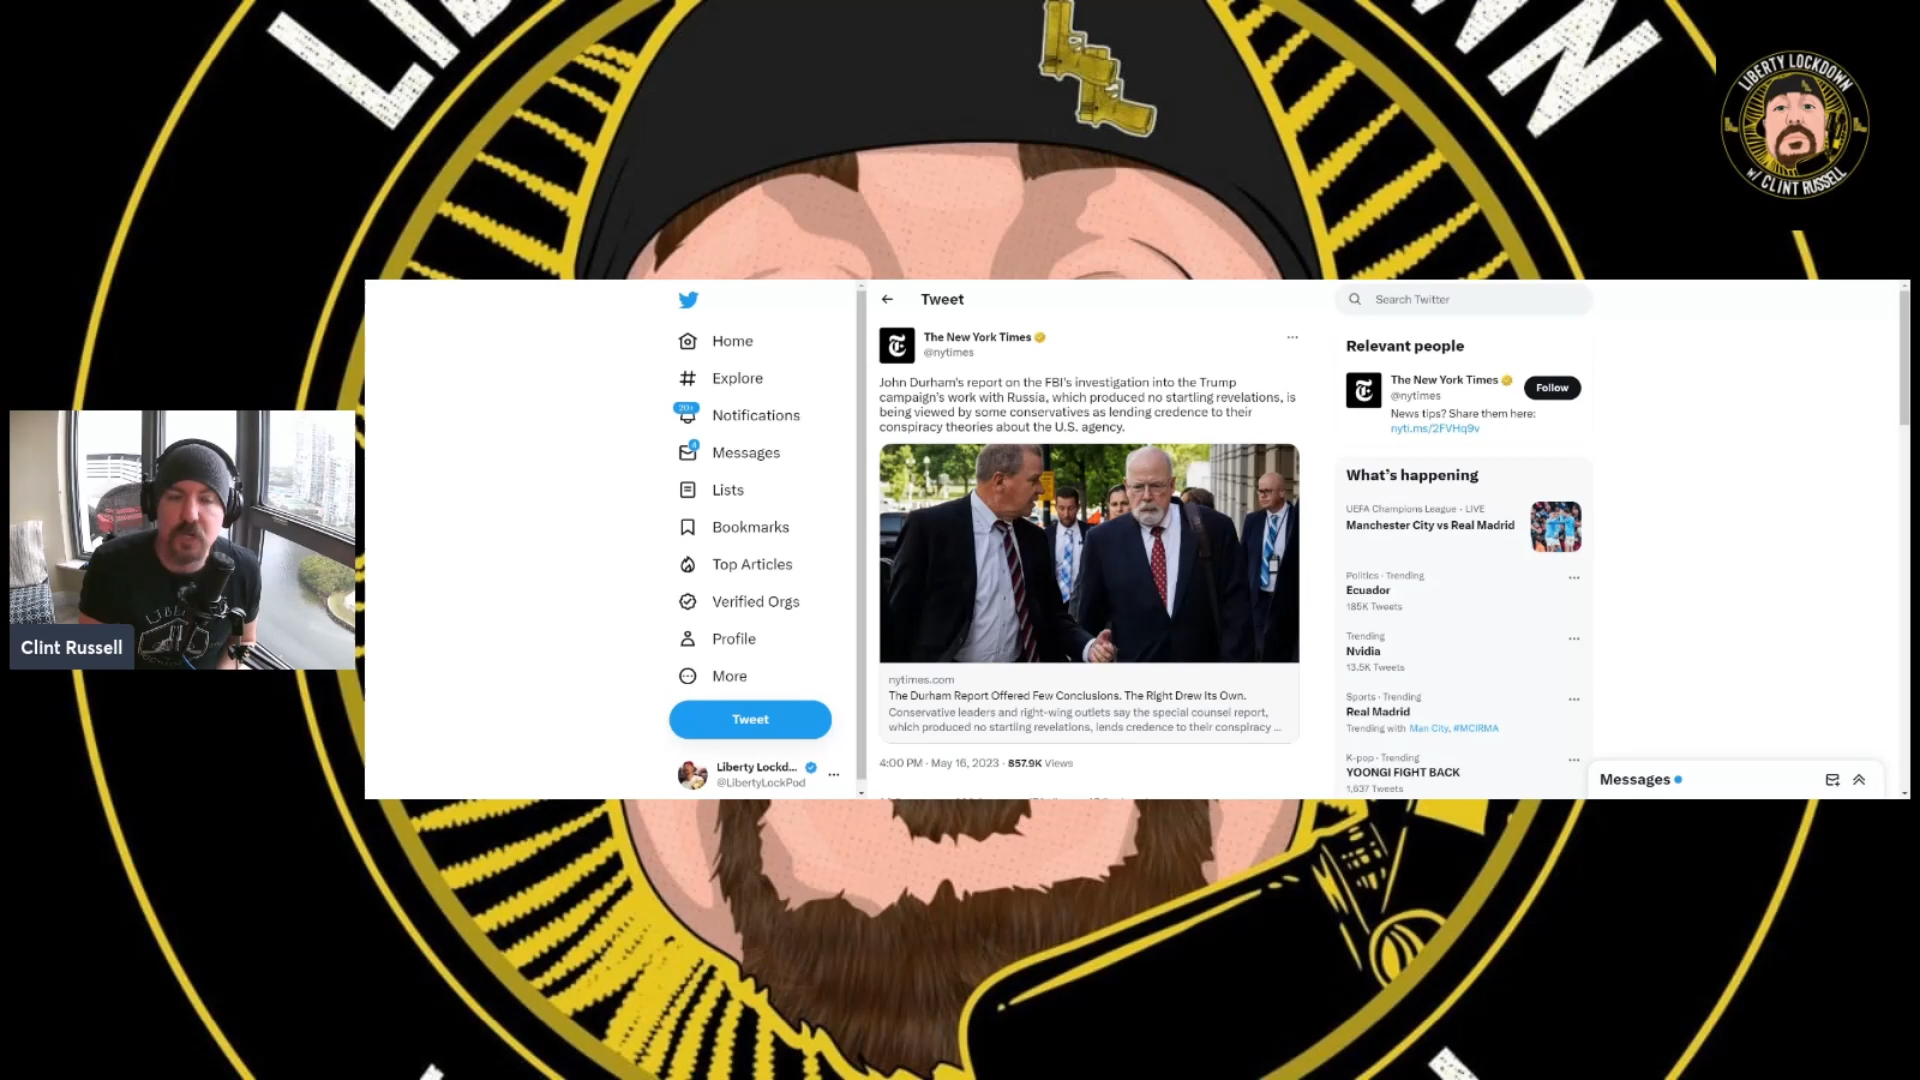 LIBERTY LOCKDOWN
W/ CLINT RUSSELL
Clint Russell
Home
Explore
20+
Notifications
4
Messages
Lists
Bookmarks
Top Articles
Verified Orgs
Profile
More
Tweet
Liberty Lockd...
@LibertyLockPod
Tweet
The New York Times
@nytimes
John Durham's report on the FBI's investigation into the Trump
campaign's work with Russia, which produced no startling revelations, is
being viewed by some conservatives as lending credence to their
conspiracy theories about the U.S. agency.
nytimes.com
The Durham Report Offered Few Conclusions. The Right Drew Its Own.
Conservative leaders and right-wing outlets say the special counsel report,
which produced no startling revelations, lends credence to their conspiracy ...
4:00 PM · May 16, 2023 · 857.9K Views
Search Twitter
Relevant people
The New York Times
@nytimes
Follow
News tips? Share them here:
nyti.ms/2FVHq9v
What's happening
UEFA Champions League · LIVE
Manchester City vs Real Madrid
Politics · Trending
Ecuador
185K Tweets
Trending
Nvidia
13.5K Tweets
Sports · Trending
Real Madrid
Trending with Man City, #MCIRMA
K-pop · Trending
YOONGI FIGHT BACK
1,637 Tweets
Messages